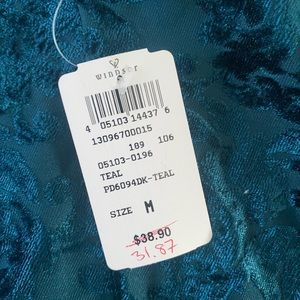 windsor
4 05103 14437 6
13096700015
109 106
05103-0196
TEAL
PD6094DK-TEAL
SIZE M
$38.90
31.87